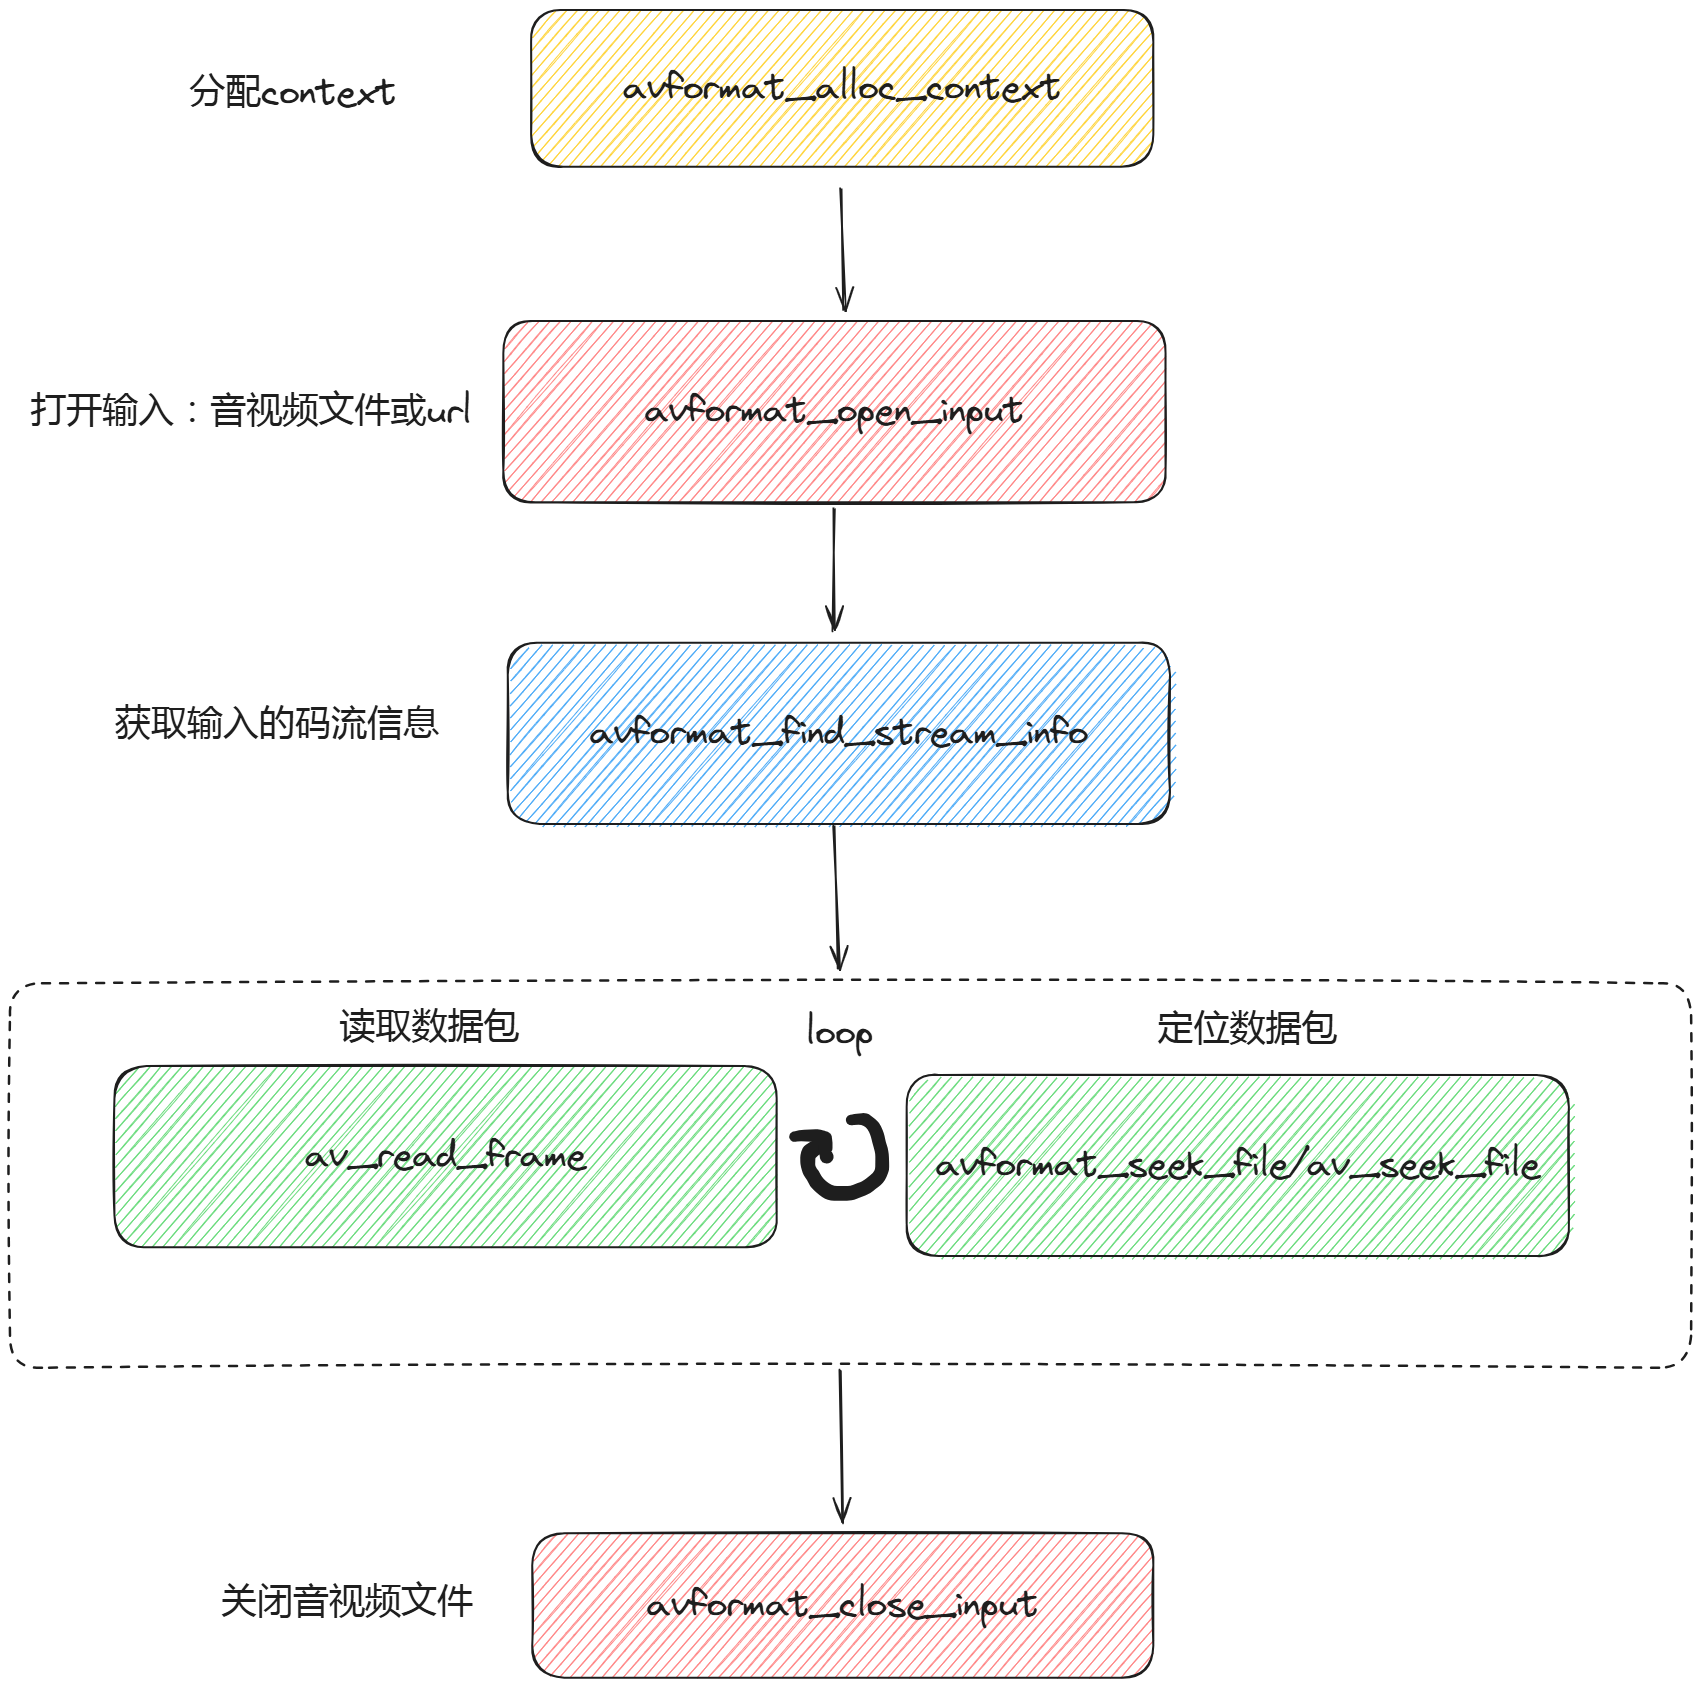 分配context
avformat_alloc_context
打开输入：音视频文件或url
avformat_open_input
获取输入的码流信息
avformat_find_stream_info
读取数据包
loop
定位数据包
av_read_frame
avformat_seek_file/av_seek_file
关闭音视频文件
avformat_close_input